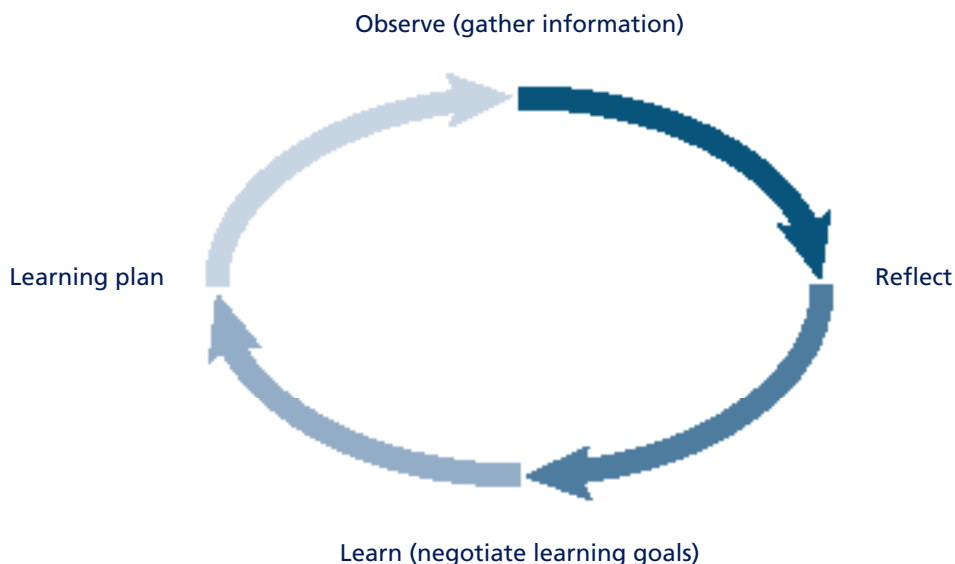 Observe (gather information)
Learning plan
Reflect
Learn (negotiate learning goals)